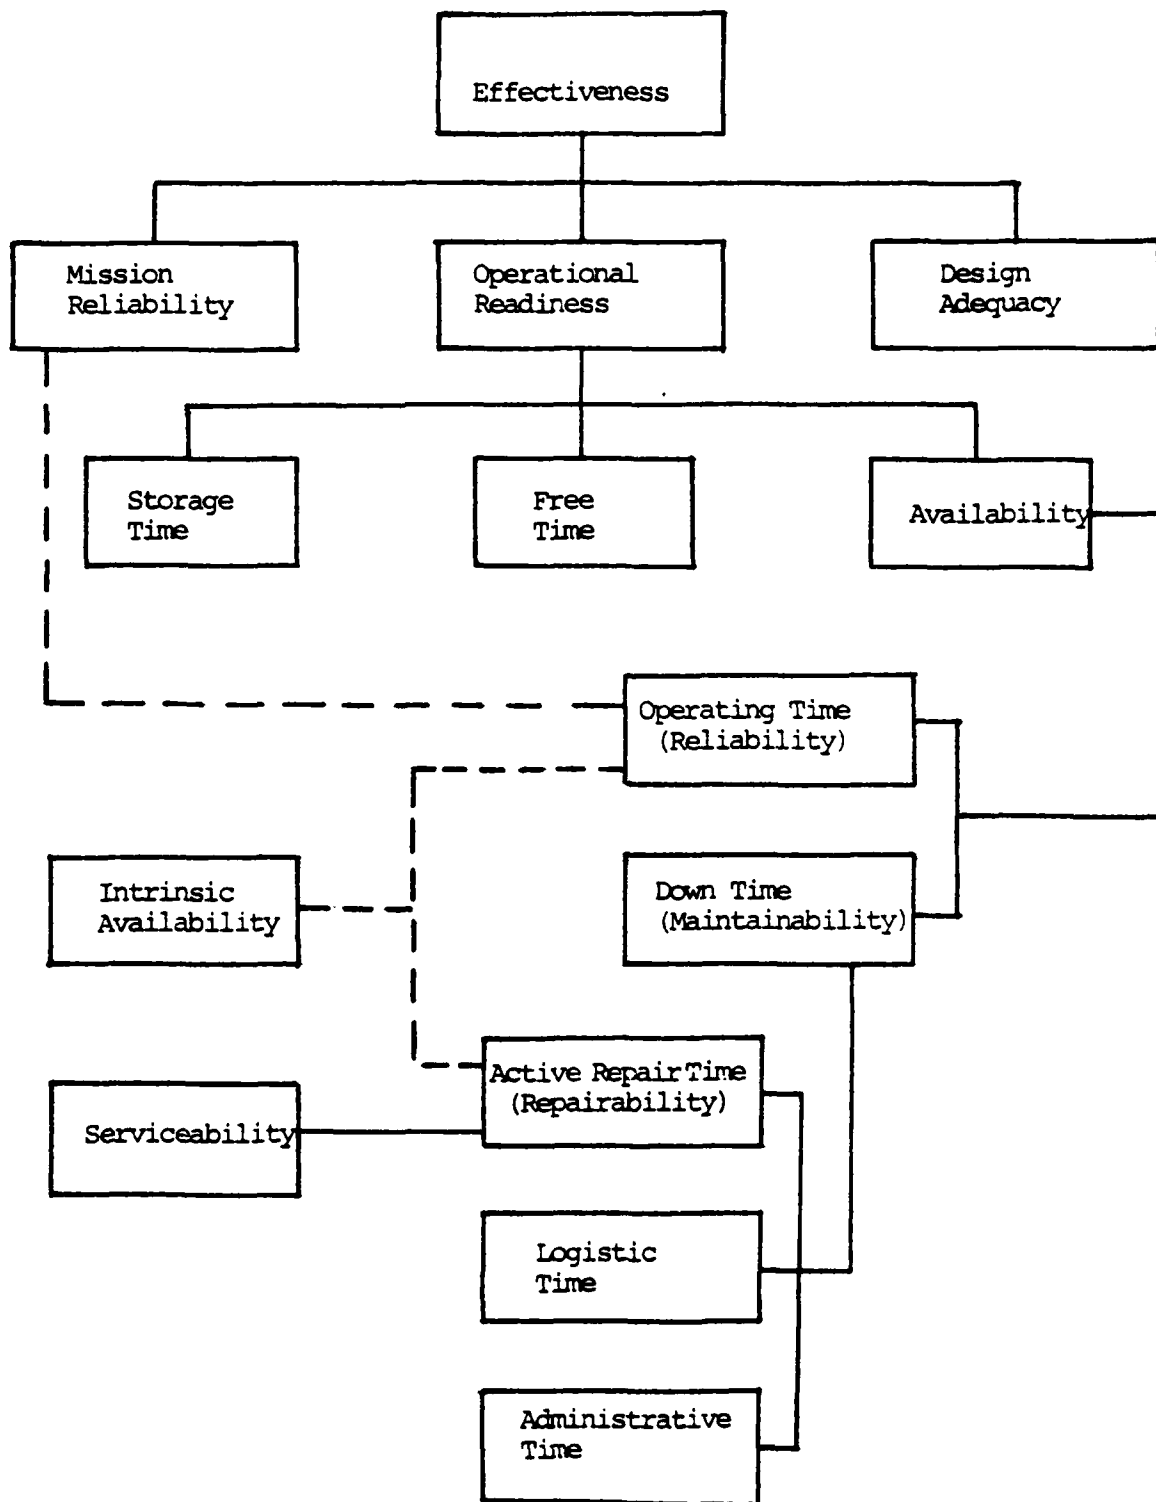 Effectiveness
Mission
Reliability
Operational
Readiness
Design
Adequacy
Storage
Time
Free
Time
Availability
Operating Time
(Reliability)
Intrinsic
Availability
Down Time
(Maintainability)
Active Repair Time
(Repairability)
Serviceability
Logistic
Time
Administrative
Time